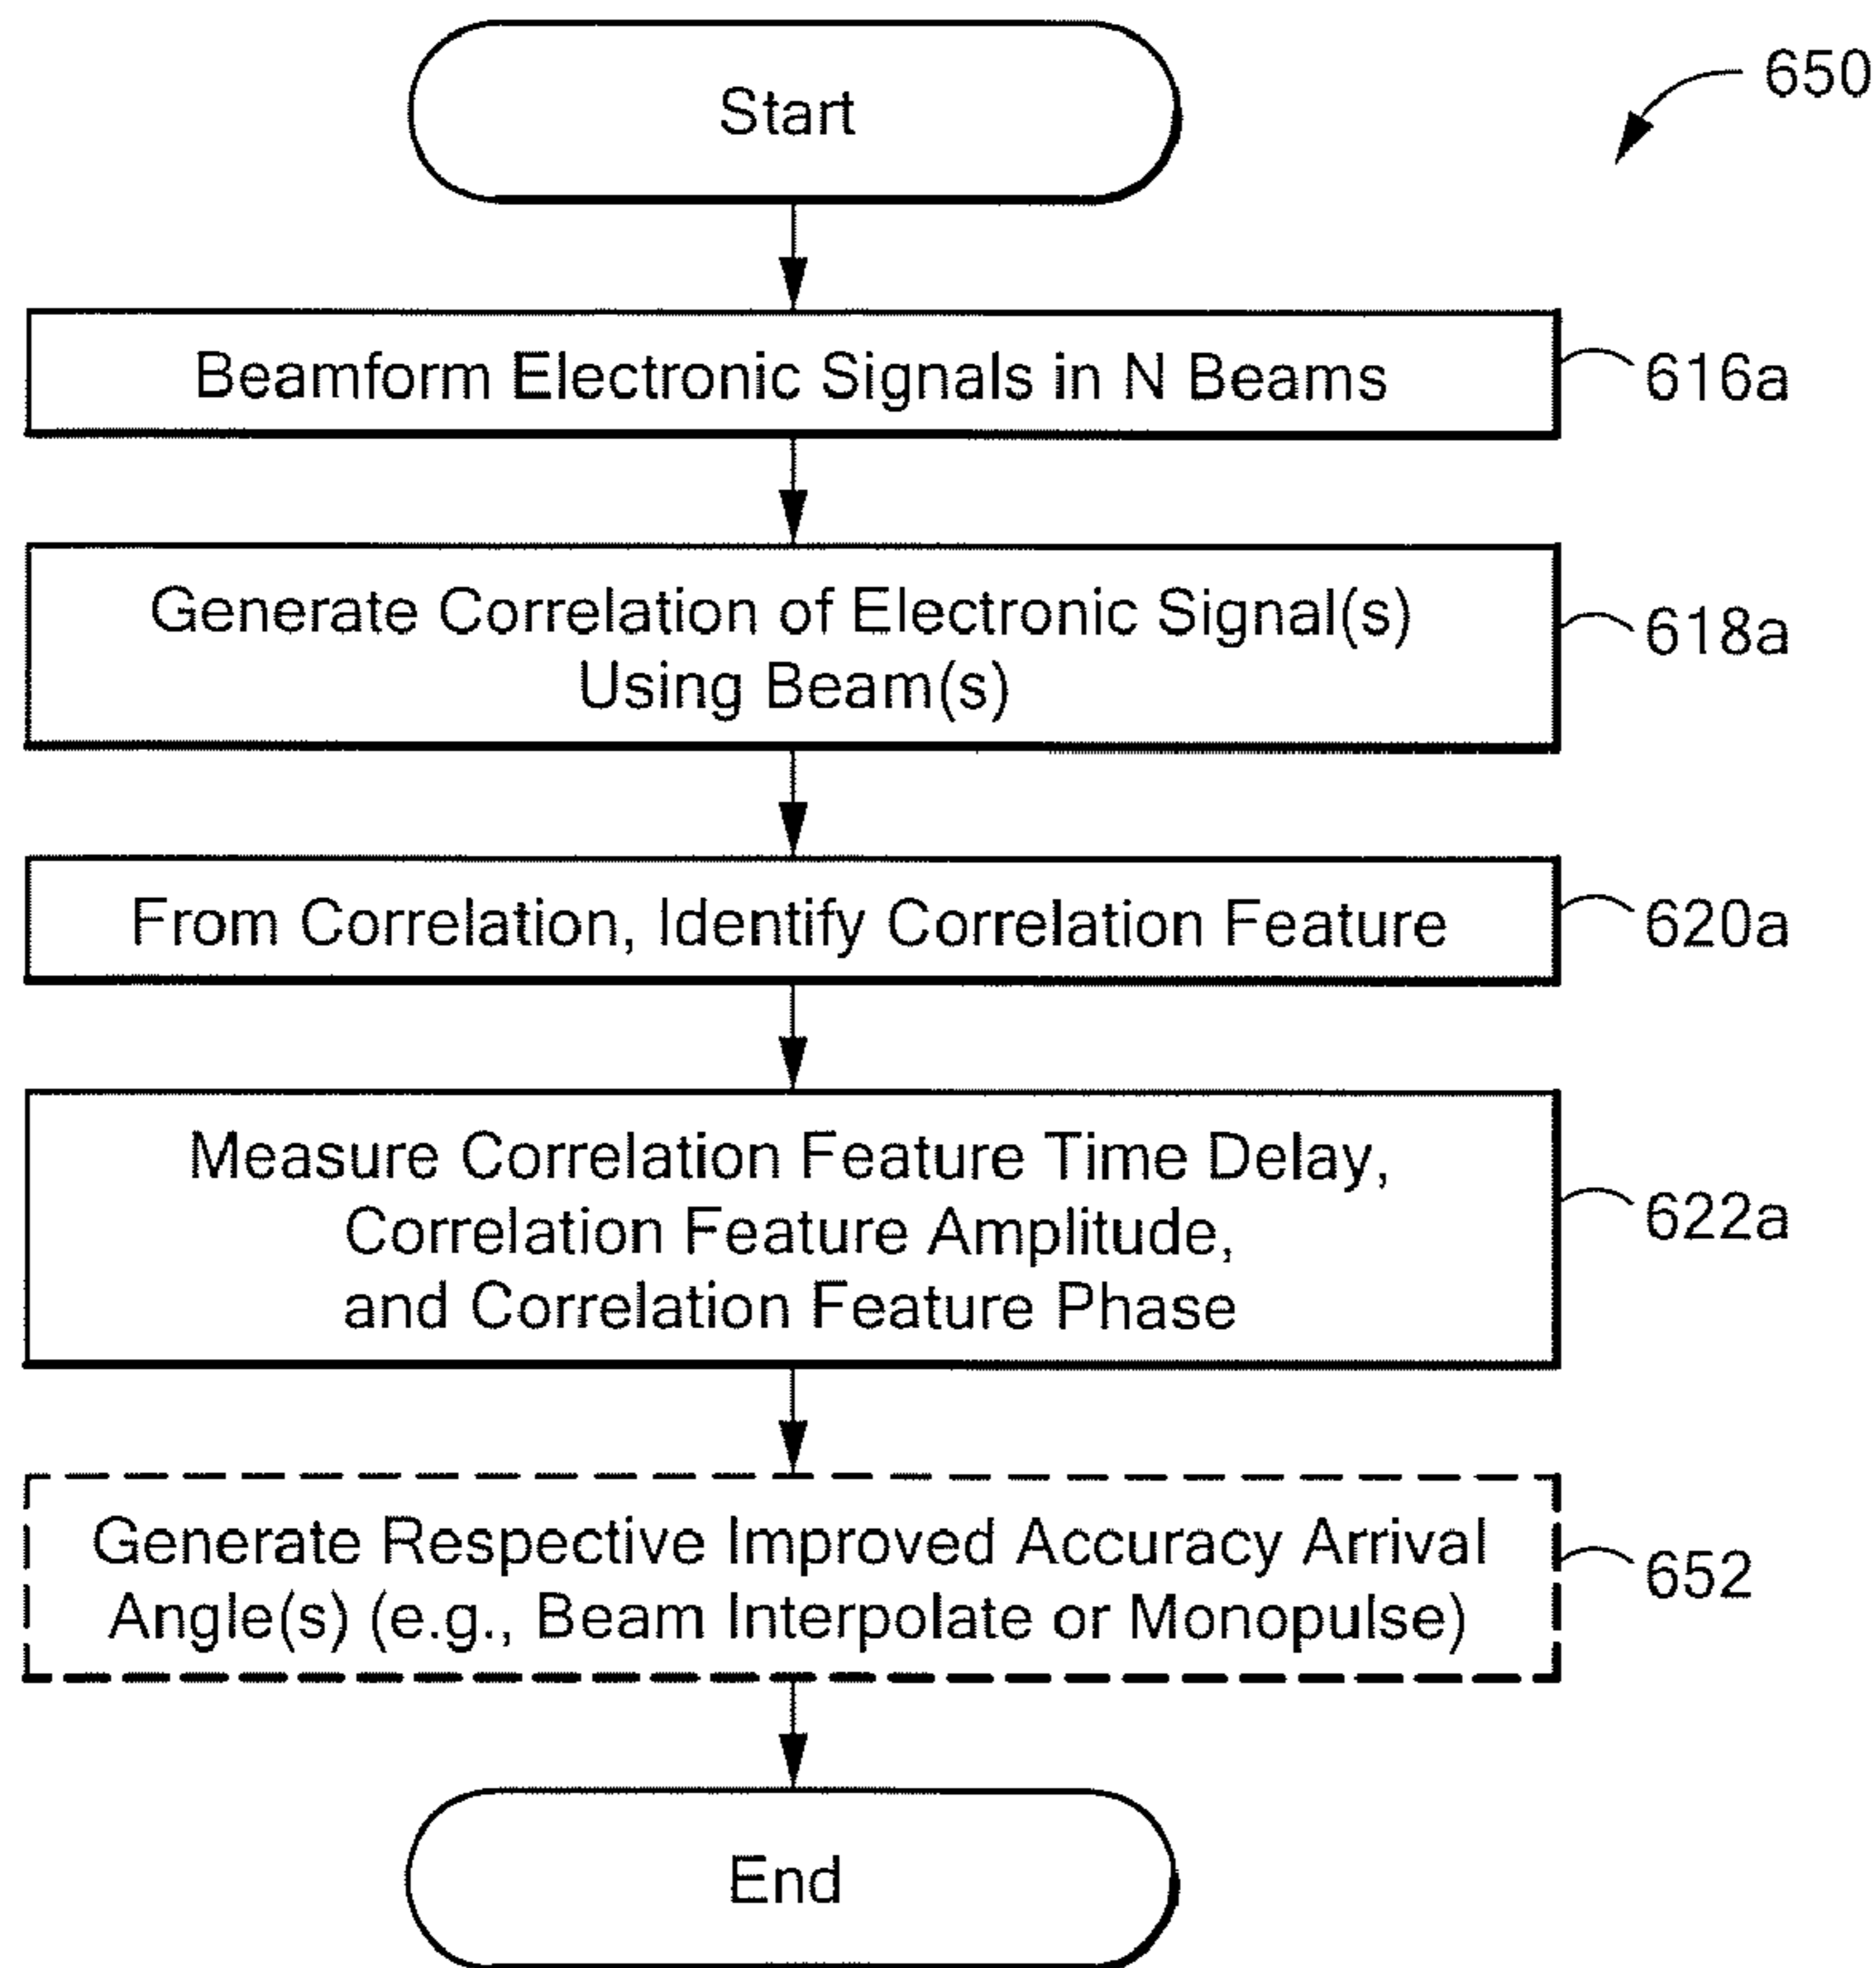 650
Start
Beamform Electronic Signals in N Beams
616a
Generate Correlation of Electronic Signal(s)
Using Beam(s)
618a
From Correlation, Identify Correlation Feature
620a
Measure Correlation Feature Time Delay,
Correlation Feature Amplitude,
and Correlation Feature Phase
622a
Generate Respective Improved Accuracy Arrival
Angle(s) (e.g., Beam Interpolate or Monopulse)
652
End